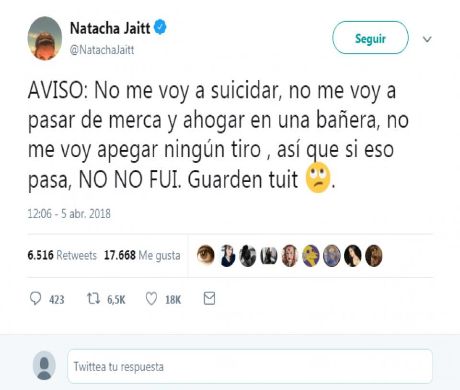 Natacha Jaitt
@NatachaJaitt
Seguir
AVISO: No me voy a suicidar, no me voy a
pasar de merca y ahogar en una bañera, no
me voy apegar ningún tiro , así que si eso
pasa, NO NO FUI. Guarden tuit 🙄.
12:06 - 5 abr. 2018
6.516 Retweets 17.668 Me gusta
423 6,5K 18K
Twittea tu respuesta